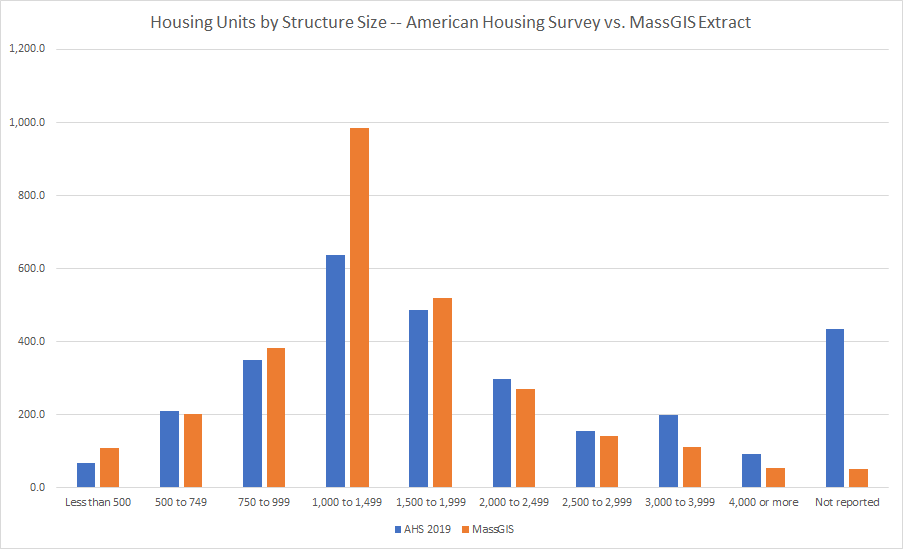 Housing Units by Structure Size -- American Housing Survey vs. MassGIS Extract
1,200.0
1,000.0
800.0
600.0
400.0
200.0
0.0
Less than 500 500 to 749 750 to 999 1,000 to 1,499 1,500 to 1,999 2,000 to 2,499 2,500 to 2,999 3,000 to 3,999 4,000 or more Not reported
AHS 2019 MassGIS